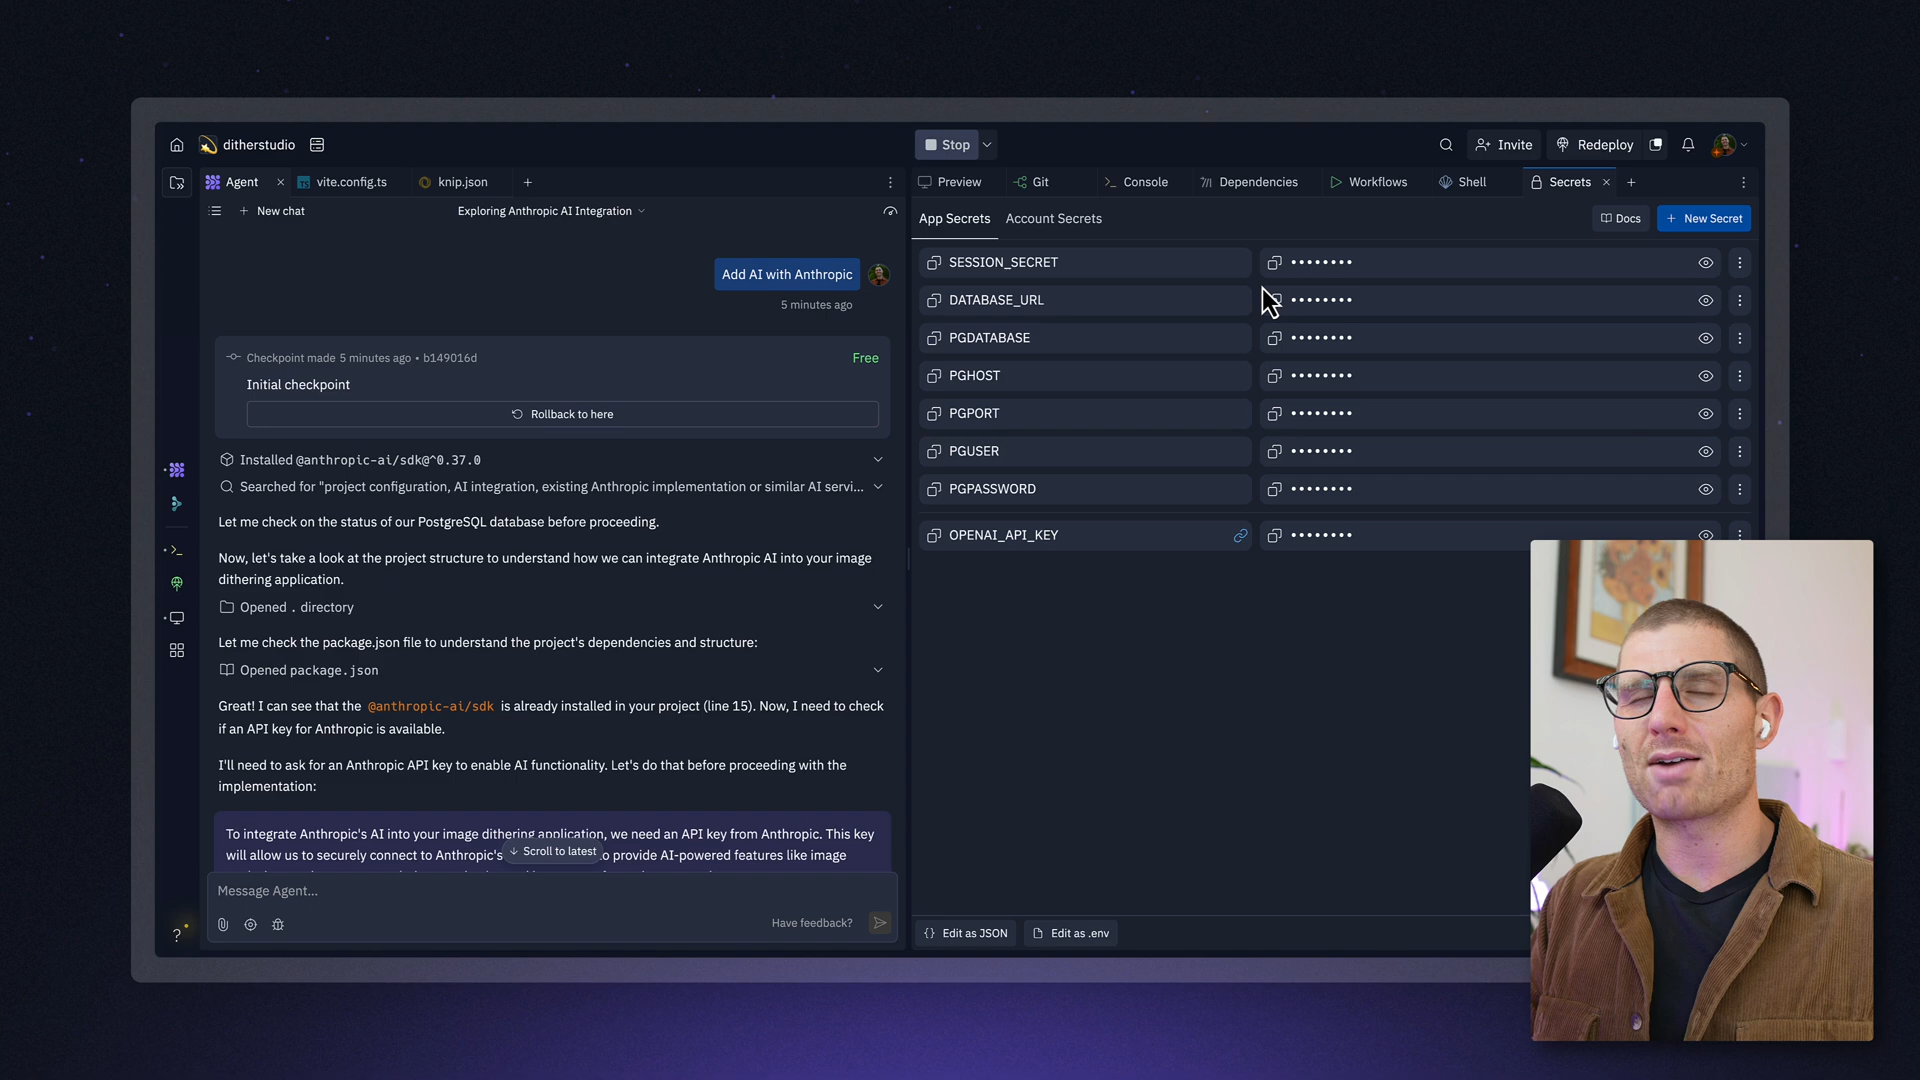 ditherstudio
Stop
Invite
Redeploy
Agent
vite.config.ts
knip.json
Preview
Git
Console
Dependencies
Workflows
Shell
Secrets
New chat
Exploring Anthropic AI Integration
App Secrets
Account Secrets
Docs
+ New Secret
Add AI with Anthropic
5 minutes ago
Checkpoint made 5 minutes ago • b149016d
Free
Initial checkpoint
Rollback to here
Installed @anthropic-ai/sdk@^0.37.0
Searched for "project configuration, AI integration, existing Anthropic implementation or similar AI servi...
Let me check on the status of our PostgreSQL database before proceeding.
Now, let's take a look at the project structure to understand how we can integrate Anthropic AI into your image
dithering application.
Opened . directory
Let me check the package.json file to understand the project's dependencies and structure:
Opened package.json
Great! I can see that the @anthropic-ai/sdk is already installed in your project (line 15). Now, I need to check
if an API key for Anthropic is available.
I'll need to ask for an Anthropic API key to enable AI functionality. Let's do that before proceeding with the
implementation:
To integrate Anthropic's AI into your image dithering application, we need an API key from Anthropic. This key
will allow us to securely connect to Anthropic's
to provide AI-powered features like image
Scroll to latest
Message Agent...
Have feedback?
SESSION_SECRET
••••••••
DATABASE_URL
••••••••
PGDATABASE
••••••••
PGHOST
••••••••
PGPORT
••••••••
PGUSER
••••••••
PGPASSWORD
••••••••
OPENAI_API_KEY
••••••••
{} Edit as JSON
Edit as .env